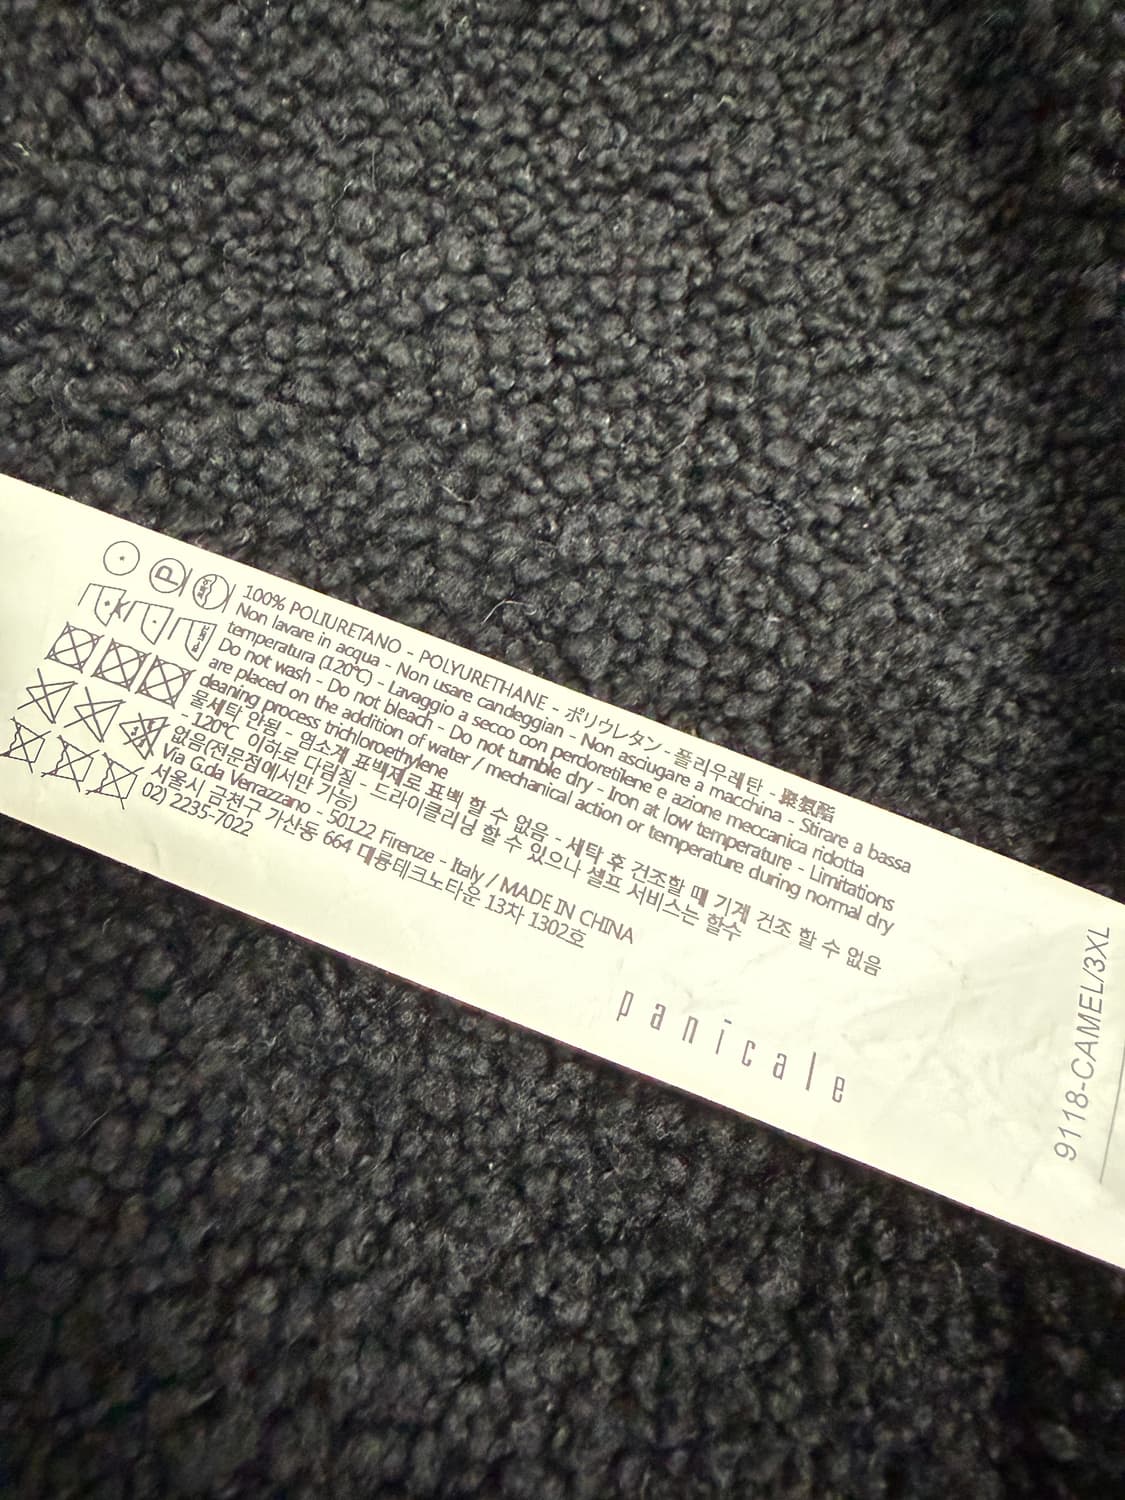 100% POLIURETANO - POLYURETHANE - ポリウレタン - 폴리우레탄 - 聚氨酯
Non lavare in acqua - Non usare candeggian - Non asciugare a macchina - Stirare a bassa
temperatura (120℃) - Lavaggio a secco con perdoretilene e azione meccanica ridotta
Do not wash - Do not bleach - Do not tumble dry - Iron at low temperature - Limitations
are placed on the addition of water / mechanical action or temperature during normal dry
cleaning process trichloroethylene
물세탁 안됨 - 염소계 표백제로 표백 할 수 없음 - 세탁 후 건조할 때 기계 건조 할 수 없음
- 120℃ 이하로 다림질 - 드라이클리닝 할 수 있으나 셀프 서비스는 할수
없음(전문점에서만 가능)
Via G.da Verrazzano - 50122 Firenze - Italy / MADE IN CHINA
서울시 금천구 가산동 664 대륭테크노타운 13차 1302호
02) 2235-7022
panicale
91118-CAMEL/3XL